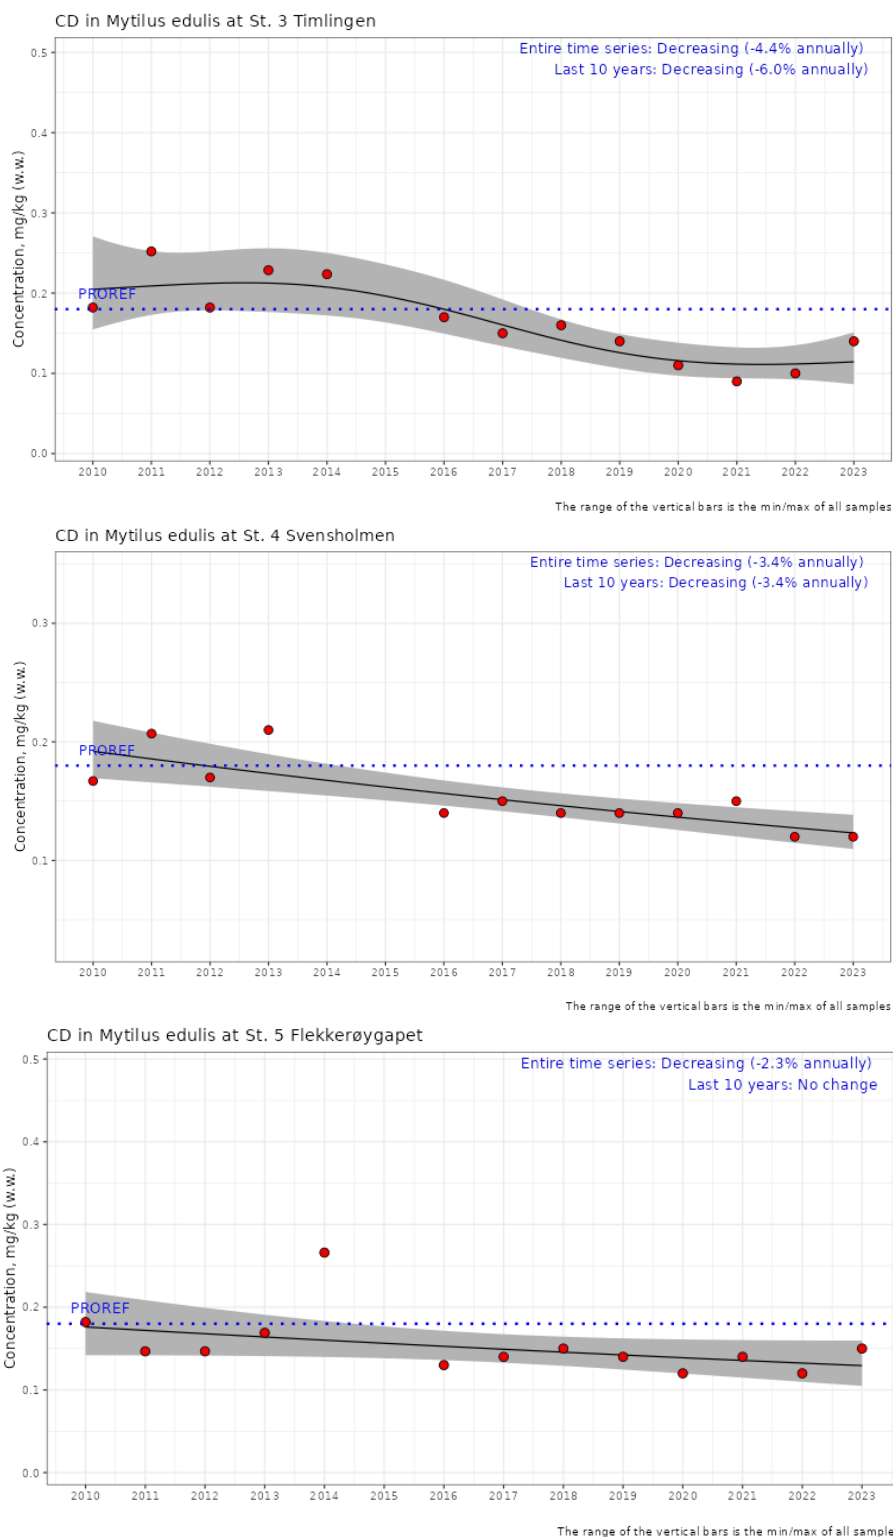 CD in Mytilus edulis at St. 3 Timlingen
Entire time series: Decreasing (-4.4% annually)
Last 10 years: Decreasing (-6.0% annually)
Concentration, mg/kg (w.w.)
0.5
0.4
0.3
0.2
0.1
0.0
PROREF
2010 2011 2012 2013 2014 2015 2016 2017 2018 2019 2020 2021 2022 2023
The range of the vertical bars is the min/max of all samples
CD in Mytilus edulis at St. 4 Svensholmen
Entire time series: Decreasing (-3.4% annually)
Last 10 years: Decreasing (-3.4% annually)
Concentration, mg/kg (w.w.)
0.3
0.2
0.1
PROREF
2010 2011 2012 2013 2014 2015 2016 2017 2018 2019 2020 2021 2022 2023
The range of the vertical bars is the min/max of all samples
CD in Mytilus edulis at St. 5 Flekkerøygapet
Entire time series: Decreasing (-2.3% annually)
Last 10 years: No change
Concentration, mg/kg (w.w.)
0.5
0.4
0.3
0.2
0.1
0.0
PROREF
2010 2011 2012 2013 2014 2015 2016 2017 2018 2019 2020 2021 2022 2023
The range of the vertical bars is the min/max of all sample